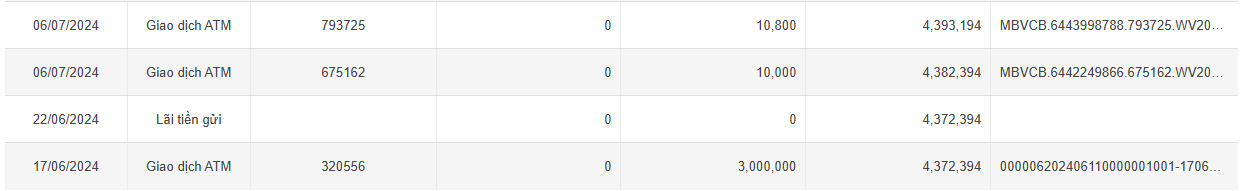 06/07/2024 Giao dịch ATM 793725 0 10,800 4,393,194 MBVCB.6443998788.793725.WV20…
06/07/2024 Giao dịch ATM 675162 0 10,000 4,382,394 MBVCB.6442249866.675162.WV20…
22/06/2024 Lãi tiền gửi 0 0 4,372,394
17/06/2024 Giao dịch ATM 320556 0 3,000,000 4,372,394 000006202406110000001001-1706…